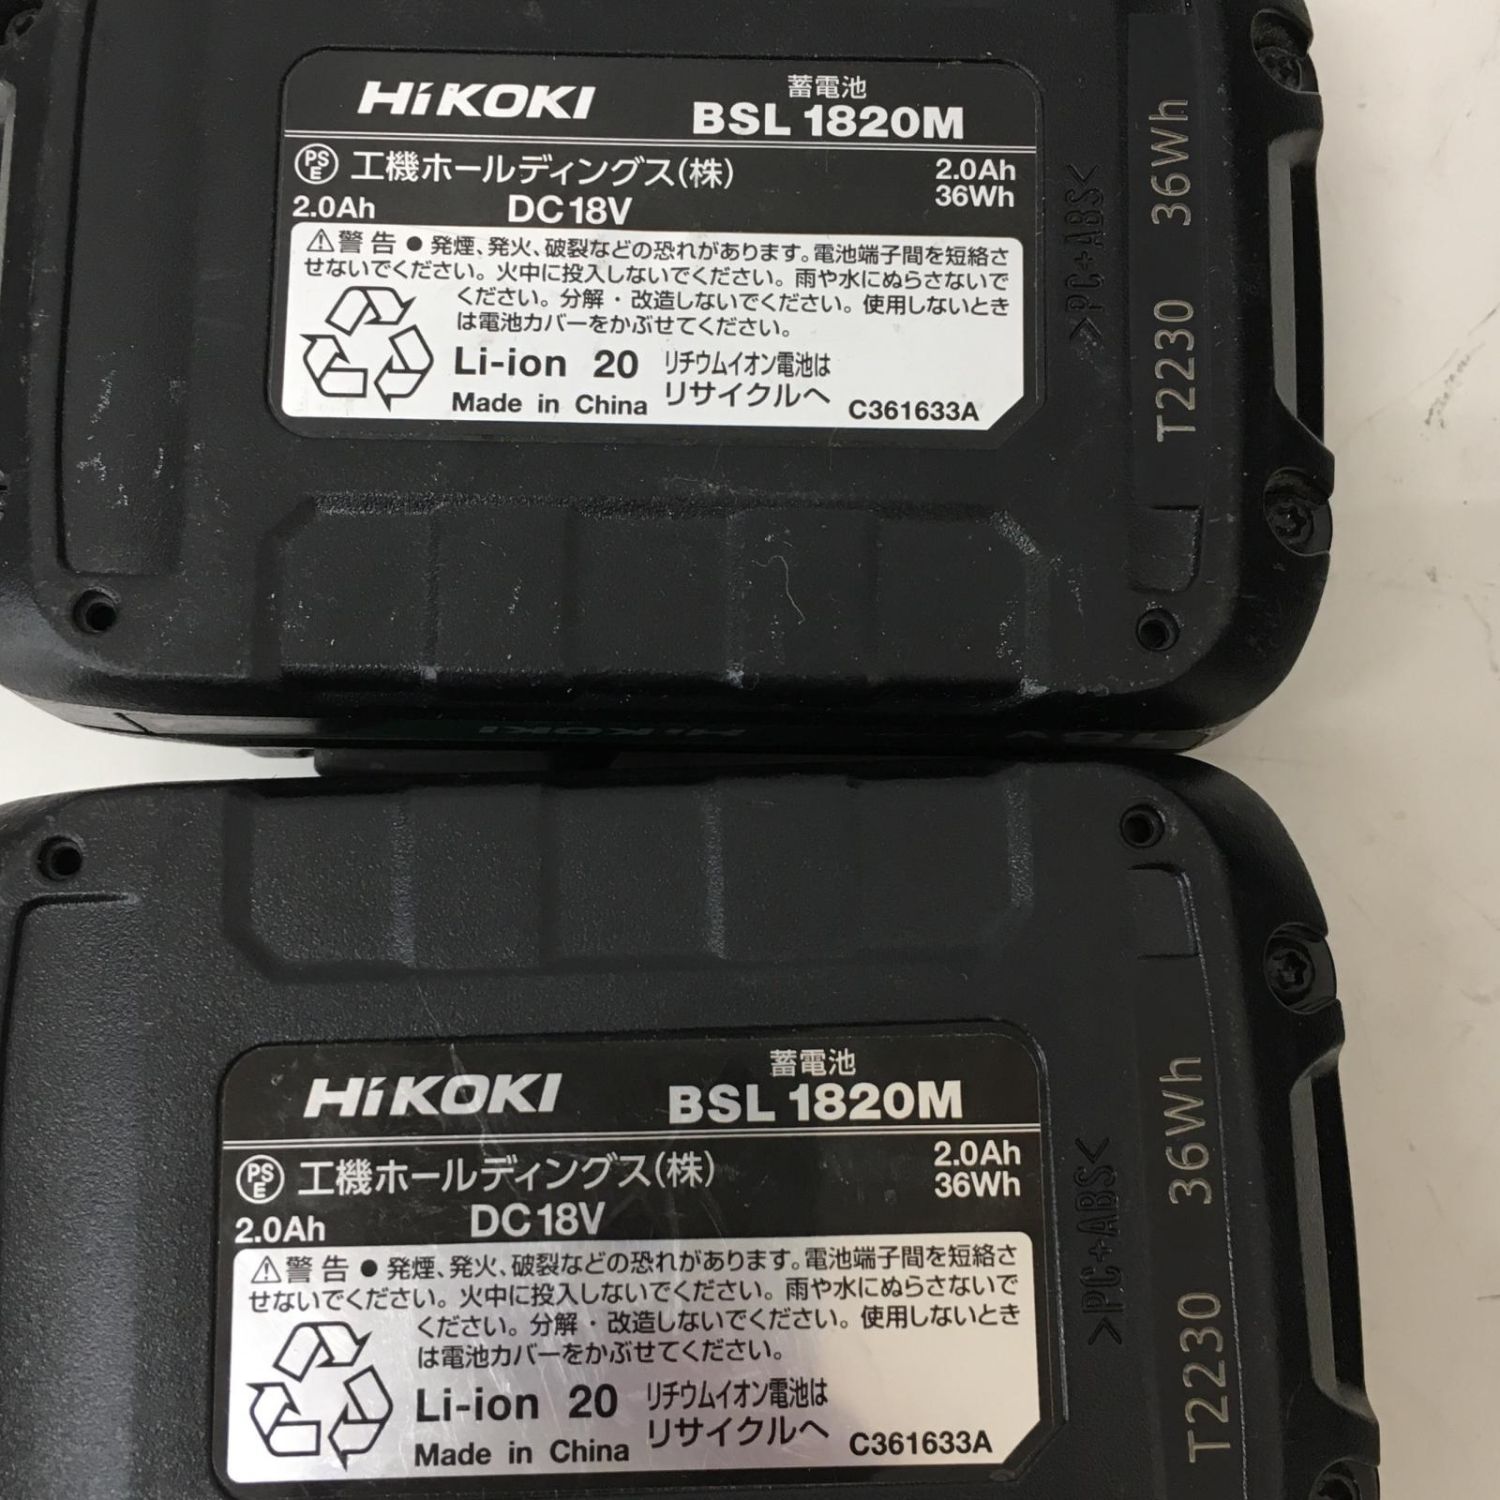 HiKOKI
蓄電池
BSL 1820M
PSE 工機ホールディングス(株)
2.0Ah
36Wh
2.0Ah
DC18V
⚠警告 ● 発煙、発火、破裂などの恐れがあります。電池端子間を短絡さ
せないでください。火中に投入しないでください。雨や水にぬらさないで
ください。分解・改造しないでください。使用しないとき
は電池カバーをかぶせてください。
Li-ion 20
リチウムイオン電池は
リサイクルへ
Made in China
C361633A
>PC+ABS<
T2230 36Wh
HiKOKI
HiKOKI
蓄電池
BSL 1820M
PSE 工機ホールディングス(株)
2.0Ah
36Wh
2.0Ah
DC18V
⚠警告 ● 発煙、発火、破裂などの恐れがあります。電池端子間を短絡さ
せないでください。火中に投入しないでください。雨や水にぬらさないで
ください。分解・改造しないでください。使用しないとき
は電池カバーをかぶせてください。
Li-ion 20
リチウムイオン電池は
リサイクルへ
Made in China
C361633A
>PC+ABS<
T2230 36Wh